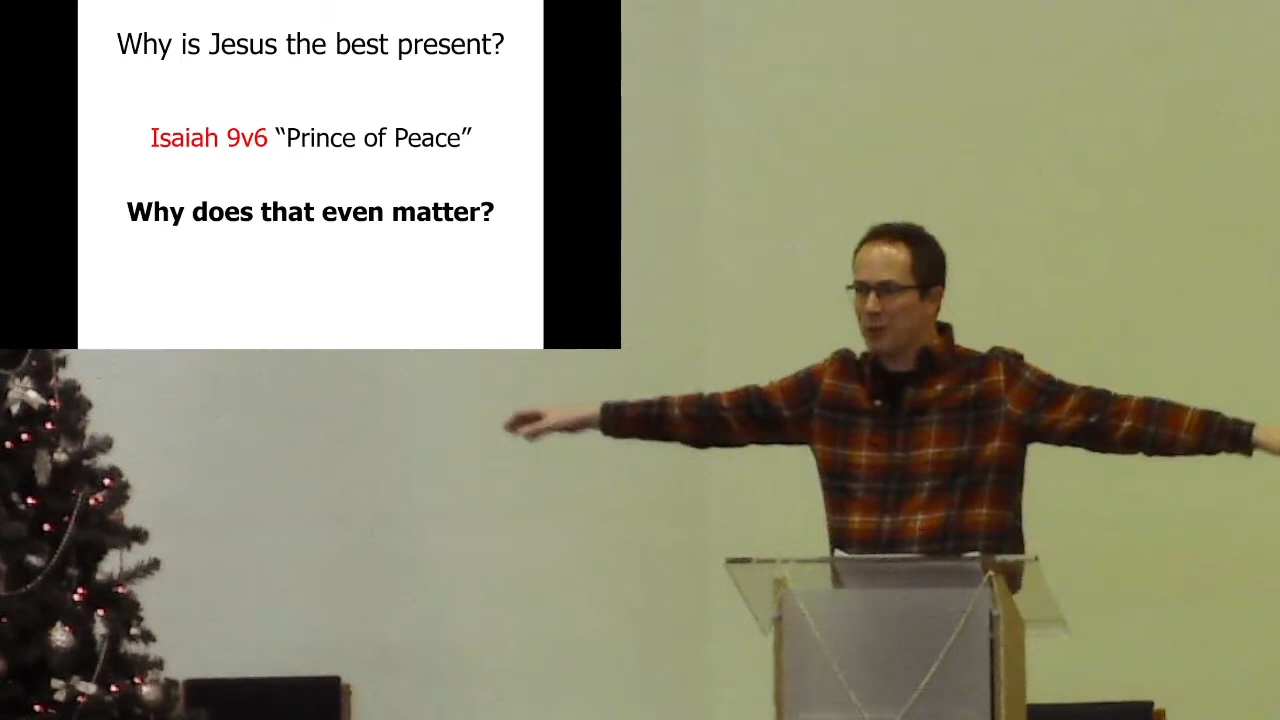 Why is Jesus the best present?
Isaiah 9v6 “Prince of Peace”
Why does that even matter?